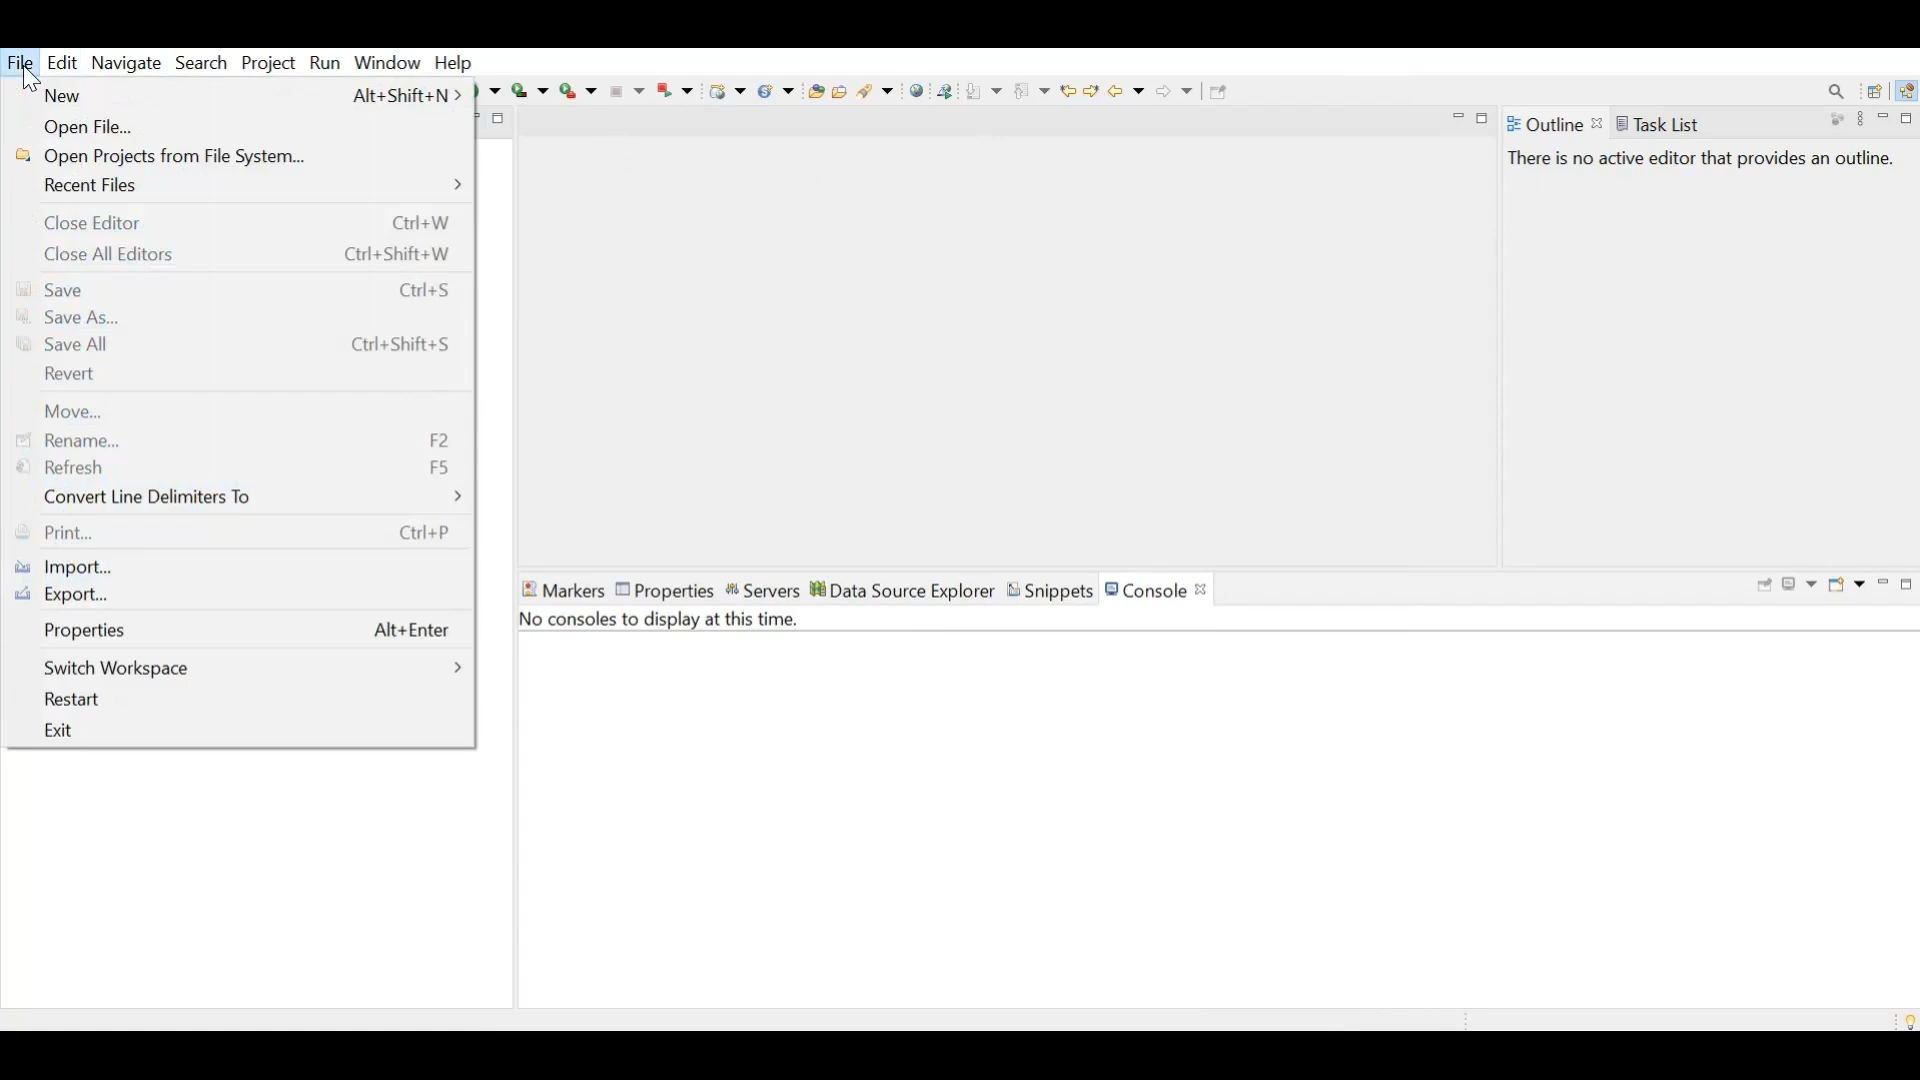 File Edit Navigate Search Project Run Window Help
New Alt+Shift+N
Open File...
Open Projects from File System...
Recent Files
Close Editor Ctrl+W
Close All Editors Ctrl+Shift+W
Save Ctrl+S
Save As...
Save All Ctrl+Shift+S
Revert
Move...
Rename... F2
Refresh F5
Convert Line Delimiters To
Print... Ctrl+P
Import...
Export...
Properties Alt+Enter
Switch Workspace
Restart
Exit
Outline Task List
There is no active editor that provides an outline.
Markers Properties Servers Data Source Explorer Snippets Console
No consoles to display at this time.